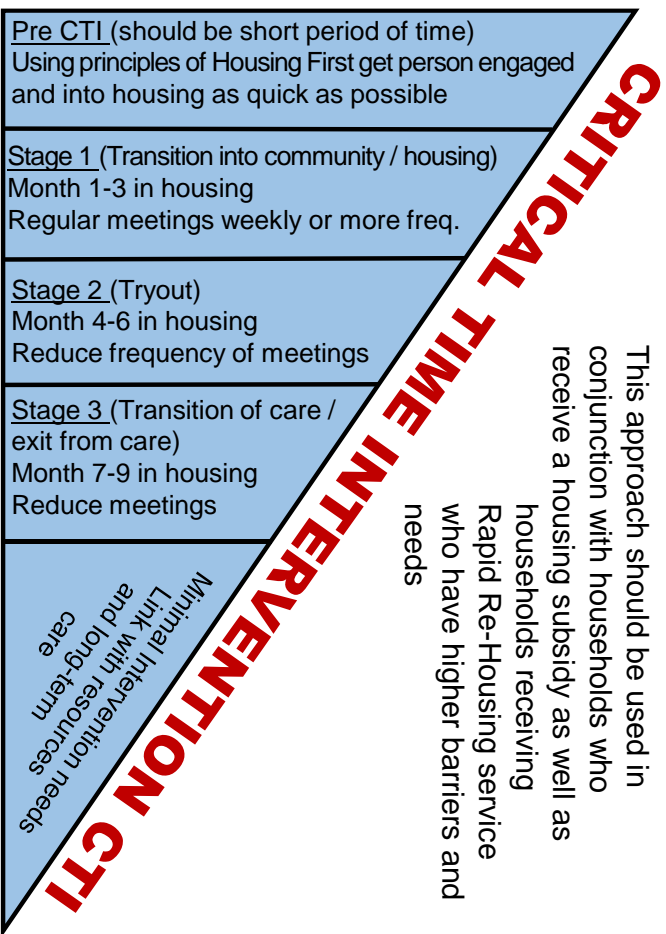 Pre CTI (should be short period of time)
Using principles of Housing First get person engaged
and into housing as quick as possible
Stage 1 (Transition into community / housing)
Month 1-3 in housing
Regular meetings weekly or more freq.
Stage 2 (Tryout)
Month 4-6 in housing
Reduce frequency of meetings
Stage 3 (Transition of care /
exit from care)
Month 7-9 in housing
Reduce meetings
Minimal Intervention needs
Link with resources
and long-term
care
CRITICAL TIME INTERVENTION CTI
This approach should be used in
conjunction with households who
receive a housing subsidy as well as
households receiving
Rapid Re-Housing service
who have higher barriers and
needs